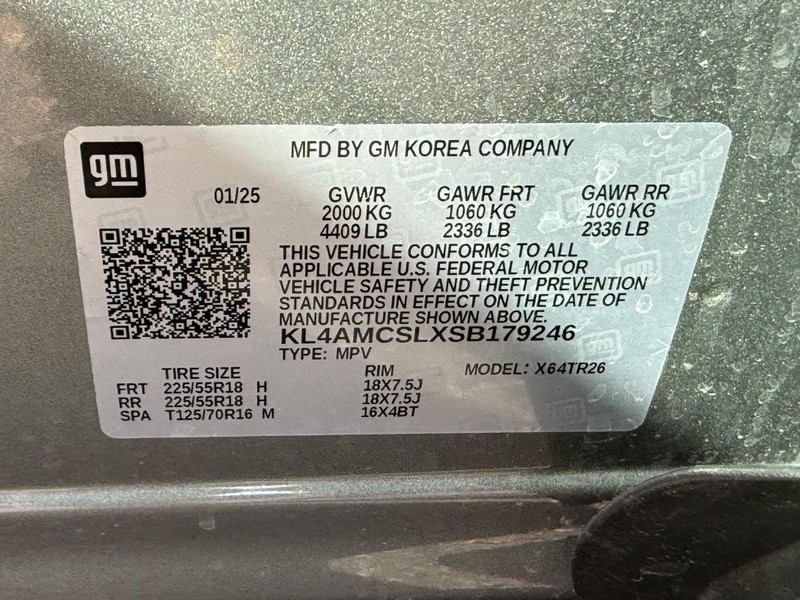 gm
MFD BY GM KOREA COMPANY
01/25 GVWR GAWR FRT GAWR RR
2000 KG 1060 KG 1060 KG
4409 LB 2336 LB 2336 LB
THIS VEHICLE CONFORMS TO ALL
APPLICABLE U.S. FEDERAL MOTOR
VEHICLE SAFETY AND THEFT PREVENTION
STANDARDS IN EFFECT ON THE DATE OF
MANUFACTURE SHOWN ABOVE.
KL4AMCSLXSB179246
TYPE: MPV
TIRE SIZE RIM MODEL: X64TR26
FRT 225/55R18 H 18X7.5J
RR 225/55R18 H 18X7.5J
SPA T125/70R16 M 16X4BT